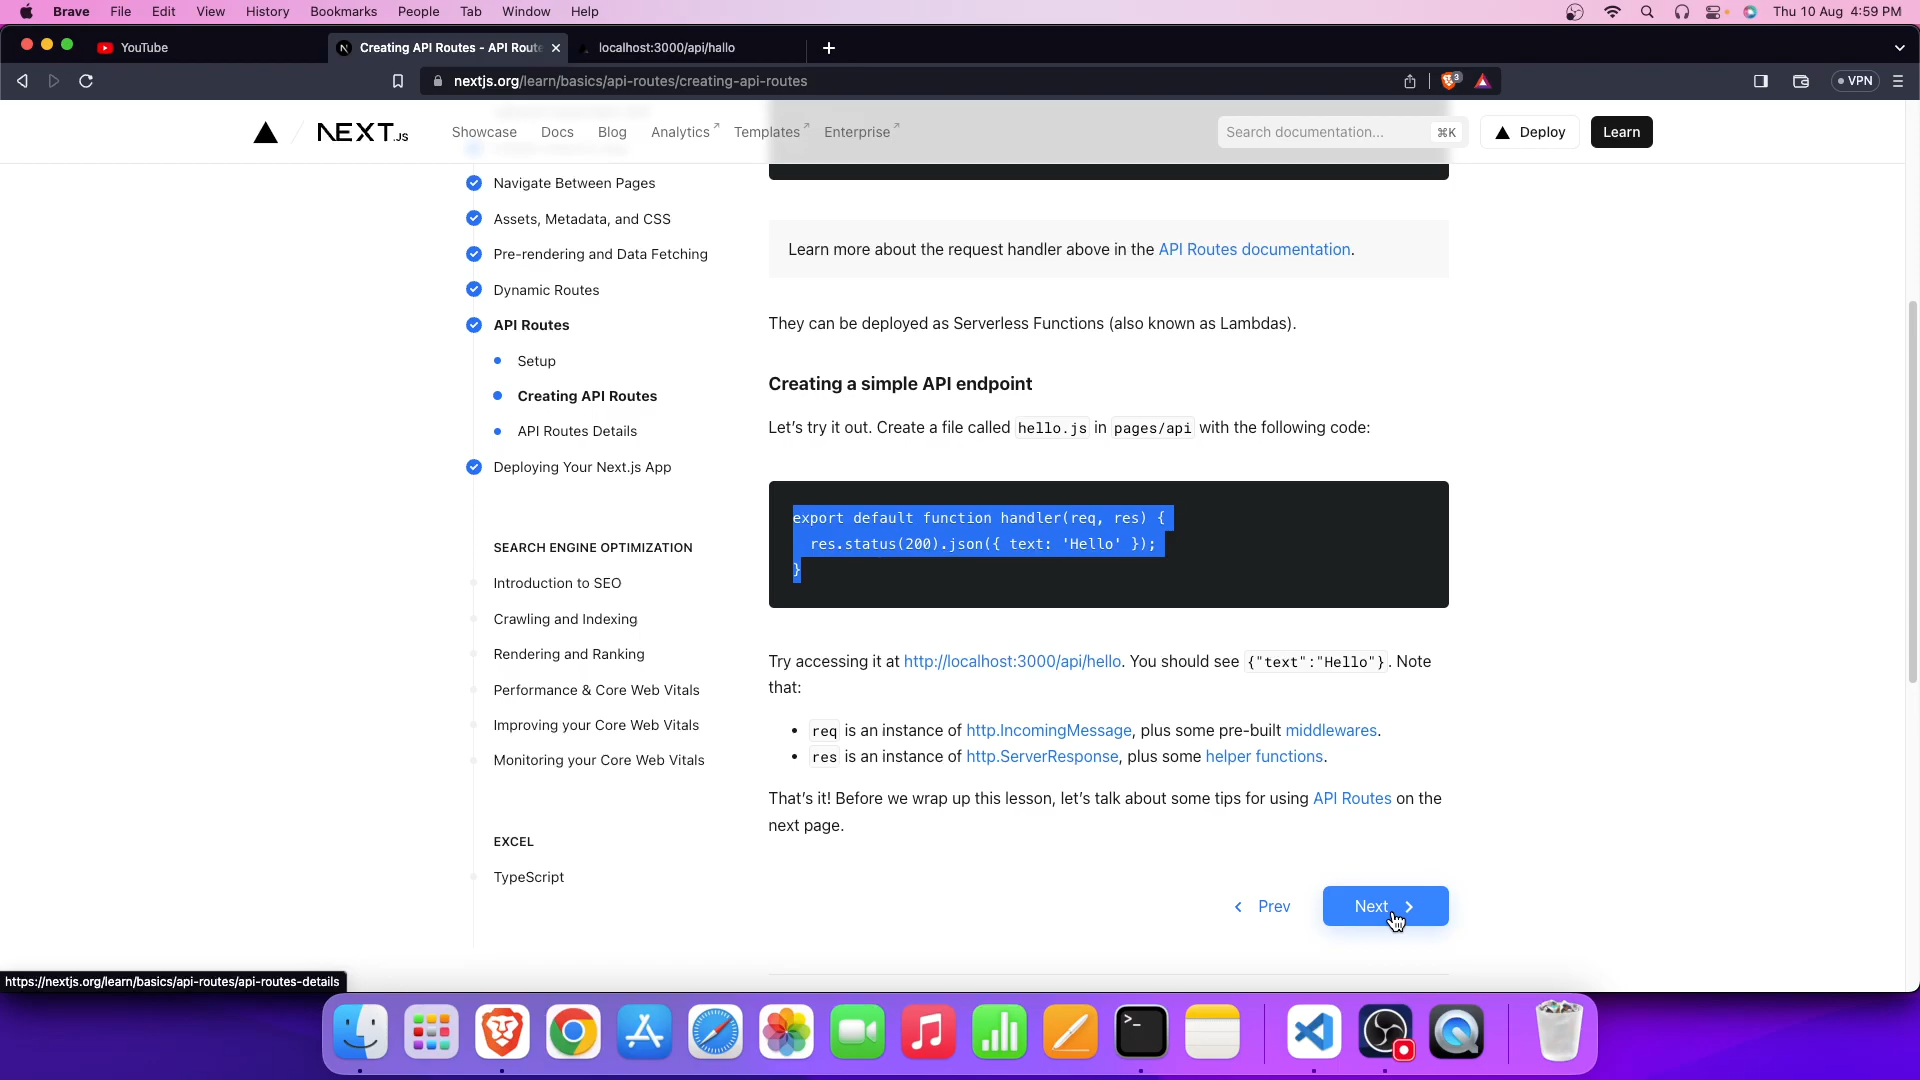 Brave File Edit View History Bookmarks People Tab Window Help Thu 10 Aug 4:59 PM
YouTube
Creating API Routes - API Route
localhost:3000/api/hallo
nextjs.org/learn/basics/api-routes/creating-api-routes
3
VPN
NEXT.JS
Showcase Docs Blog Analytics↗ Templates↗ Enterprise↗
Search documentation... ⌘K
Deploy
Learn
Navigate Between Pages
Assets, Metadata, and CSS
Pre-rendering and Data Fetching
Dynamic Routes
API Routes
Setup
Creating API Routes
API Routes Details
Deploying Your Next.js App
SEARCH ENGINE OPTIMIZATION
Introduction to SEO
Crawling and Indexing
Rendering and Ranking
Performance & Core Web Vitals
Improving your Core Web Vitals
Monitoring your Core Web Vitals
EXCEL
TypeScript
Learn more about the request handler above in the API Routes documentation.
They can be deployed as Serverless Functions (also known as Lambdas).
Creating a simple API endpoint
Let's try it out. Create a file called hello.js in pages/api with the following code:
export default function handler(req, res) {
res.status(200).json({ text: 'Hello' });
}
Try accessing it at http://localhost:3000/api/hello. You should see {"text":"Hello"}. Note
that:
• req is an instance of http.IncomingMessage, plus some pre-built middlewares.
• res is an instance of http.ServerResponse, plus some helper functions.
That's it! Before we wrap up this lesson, let's talk about some tips for using API Routes on the
next page.
Prev
Next
https://nextjs.org/learn/basics/api-routes/api-routes-details